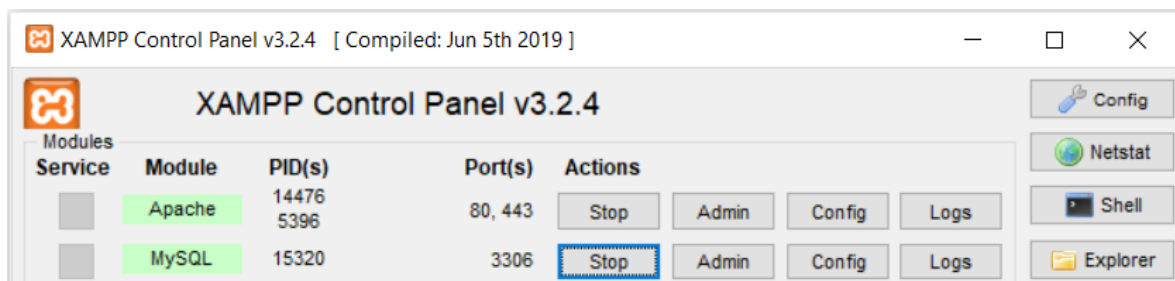 XAMPP Control Panel v3.2.4 [ Compiled: Jun 5th 2019 ]
XAMPP Control Panel v3.2.4
Config
Modules
Service Module PID(s) Port(s) Actions
Netstat
Apache 14476 5396 80, 443 Stop Admin Config Logs
Shell
MySQL 15320 3306 Stop Admin Config Logs
Explorer